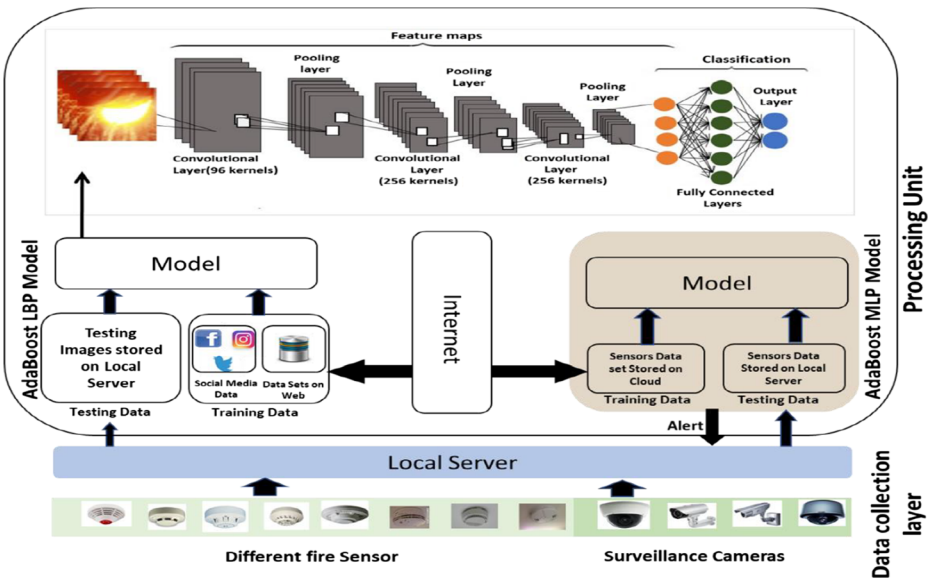 Feature maps
Pooling
layer
Pooling
Layer
Pooling
Layer
Classification
Output
Layer
Convolutional
Layer(96 kernels)
Convolutional
Layer
(256 kernels)
Convolutional
Layer
(256 kernels)
Fully Connected
Layers
Processing Unit
AdaBoost LBP Model
Model
Testing
Images stored
on Local
Server
Testing Data
Social Media
Data
Data Sets on
Web
Training Data
Internet
AdaBoost MLP Model
Model
Sensors Data
set Stored on
Cloud
Training Data
Sensors Data
Stored on Local
Server
Testing Data
Alert
Local Server
Data collection
layer
Different fire Sensor
Surveillance Cameras